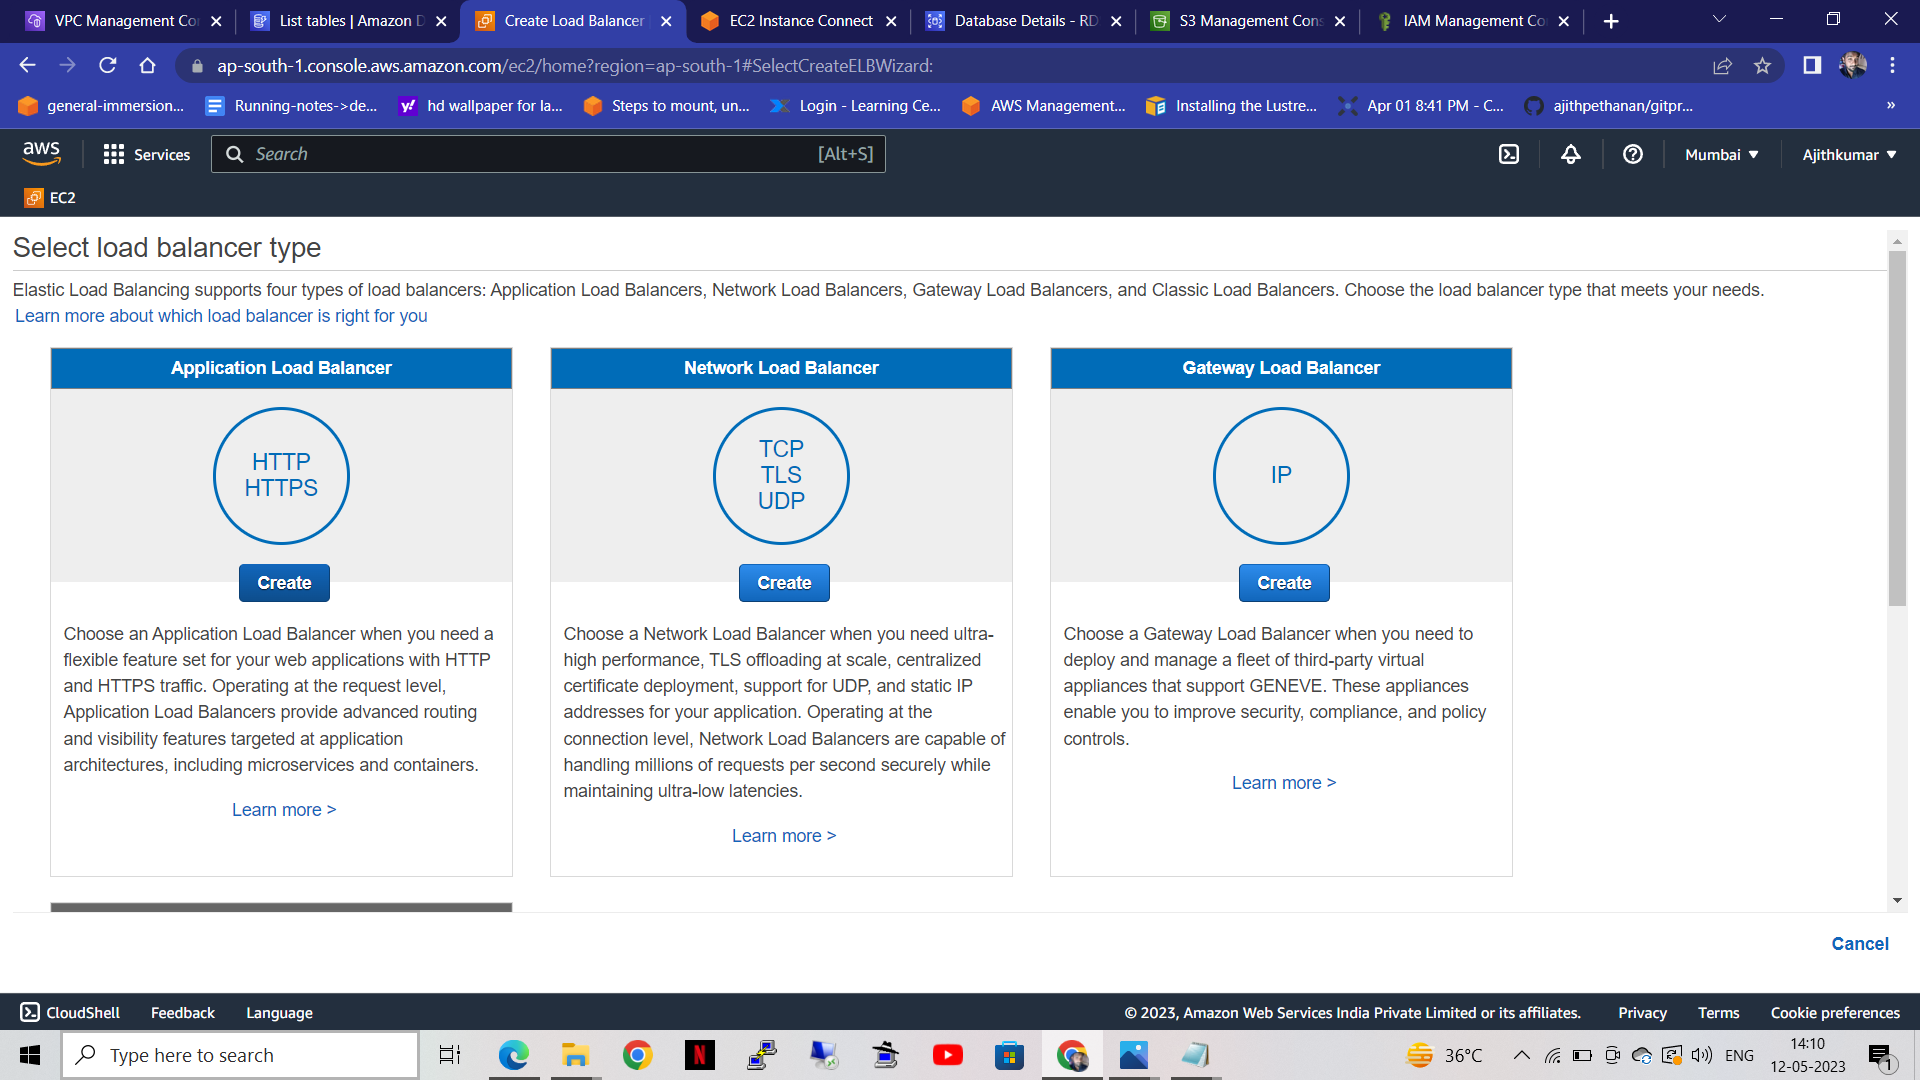 VPC Management Co
List tables | Amazon D
Create Load Balancer
EC2 Instance Connect
Database Details - RD
S3 Management Cons
IAM Management Co
ap-south-1.console.aws.amazon.com/ec2/home?region=ap-south-1#SelectCreateELBWizard:
general-immersion...
Running-notes->de...
hd wallpaper for la...
Steps to mount, un...
Login - Learning Ce...
AWS Management...
Installing the Lustre...
Apr 01 8:41 PM - C...
ajithpethanan/gitpr...
»
aws
Services
Search
[Alt+S]
Mumbai
Ajithkumar
EC2
Select load balancer type
Elastic Load Balancing supports four types of load balancers: Application Load Balancers, Network Load Balancers, Gateway Load Balancers, and Classic Load Balancers. Choose the load balancer type that meets your needs.
Learn more about which load balancer is right for you
Application Load Balancer
HTTP
HTTPS
Create
Choose an Application Load Balancer when you need a
flexible feature set for your web applications with HTTP
and HTTPS traffic. Operating at the request level,
Application Load Balancers provide advanced routing
and visibility features targeted at application
architectures, including microservices and containers.
Learn more >
Network Load Balancer
TCP
TLS
UDP
Create
Choose a Network Load Balancer when you need ultra-
high performance, TLS offloading at scale, centralized
certificate deployment, support for UDP, and static IP
addresses for your application. Operating at the
connection level, Network Load Balancers are capable of
handling millions of requests per second securely while
maintaining ultra-low latencies.
Learn more >
Gateway Load Balancer
IP
Create
Choose a Gateway Load Balancer when you need to
deploy and manage a fleet of third-party virtual
appliances that support GENEVE. These appliances
enable you to improve security, compliance, and policy
controls.
Learn more >
Cancel
CloudShell
Feedback
Language
© 2023, Amazon Web Services India Private Limited or its affiliates.
Privacy
Terms
Cookie preferences
Type here to search
36°C
ENG
14:10
12-05-2023
1